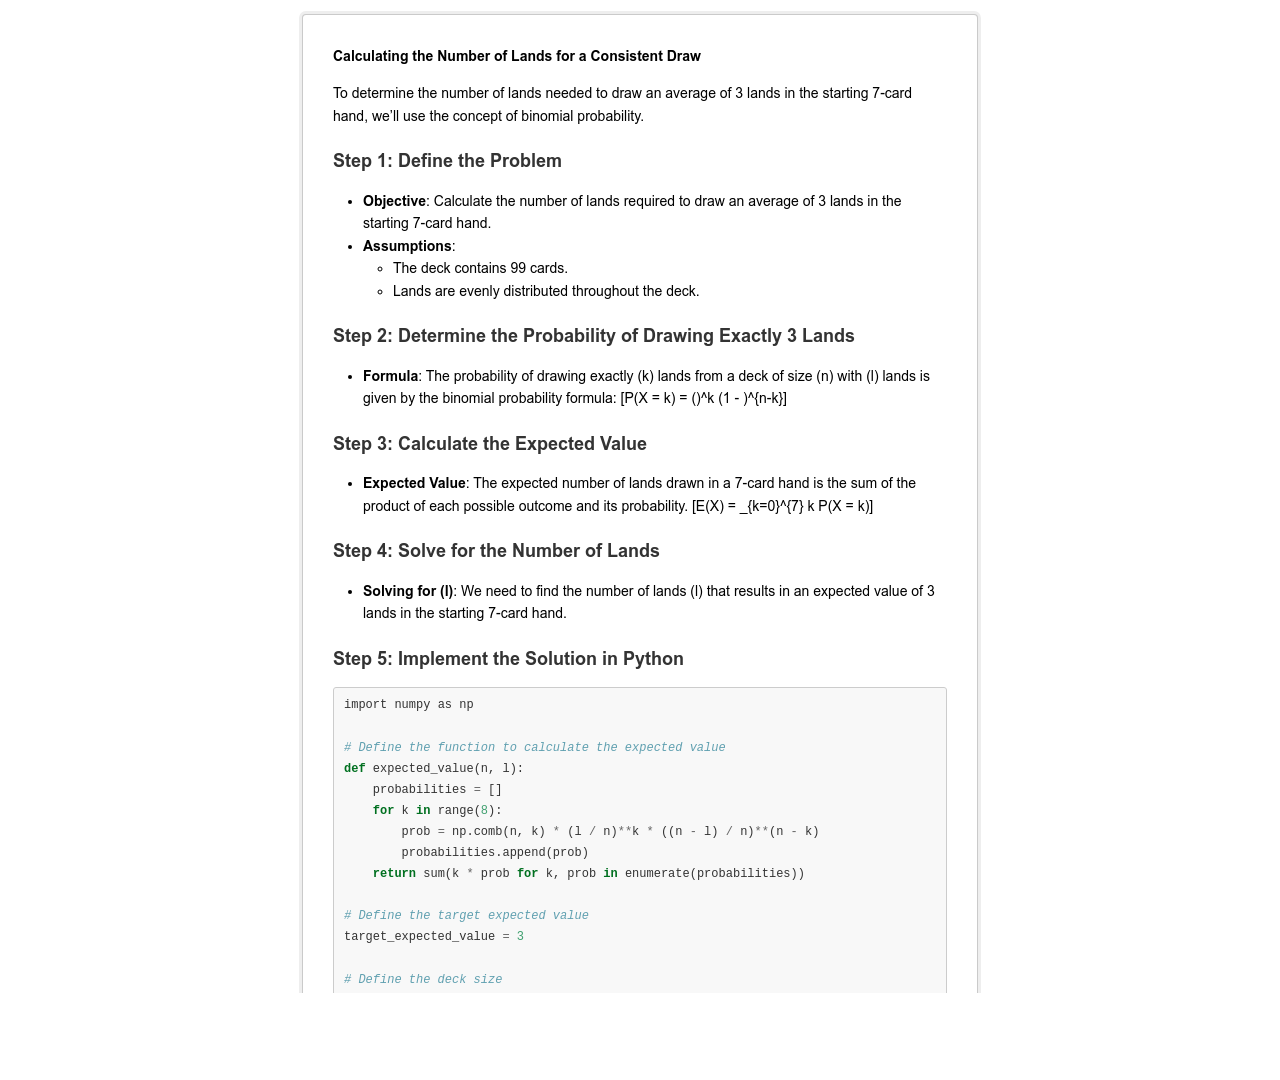 Calculating the Number of Lands for a Consistent Draw
To determine the number of lands needed to draw an average of 3 lands in the starting 7-card
hand, we’ll use the concept of binomial probability.
Step 1: Define the Problem
• Objective: Calculate the number of lands required to draw an average of 3 lands in the
starting 7-card hand.
• Assumptions:
◦ The deck contains 99 cards.
◦ Lands are evenly distributed throughout the deck.
Step 2: Determine the Probability of Drawing Exactly 3 Lands
• Formula: The probability of drawing exactly (k) lands from a deck of size (n) with (l) lands is
given by the binomial probability formula: [P(X = k) = ()^k (1 - )^{n-k}]
Step 3: Calculate the Expected Value
• Expected Value: The expected number of lands drawn in a 7-card hand is the sum of the
product of each possible outcome and its probability. [E(X) = _{k=0}^{7} k P(X = k)]
Step 4: Solve for the Number of Lands
• Solving for (l): We need to find the number of lands (l) that results in an expected value of 3
lands in the starting 7-card hand.
Step 5: Implement the Solution in Python
import numpy as np
# Define the function to calculate the expected value
def expected_value(n, l):
    probabilities = []
    for k in range(8):
        prob = np.comb(n, k) * (l / n)**k * ((n - l) / n)**(n - k)
        probabilities.append(prob)
    return sum(k * prob for k, prob in enumerate(probabilities))
# Define the target expected value
target_expected_value = 3
# Define the deck size